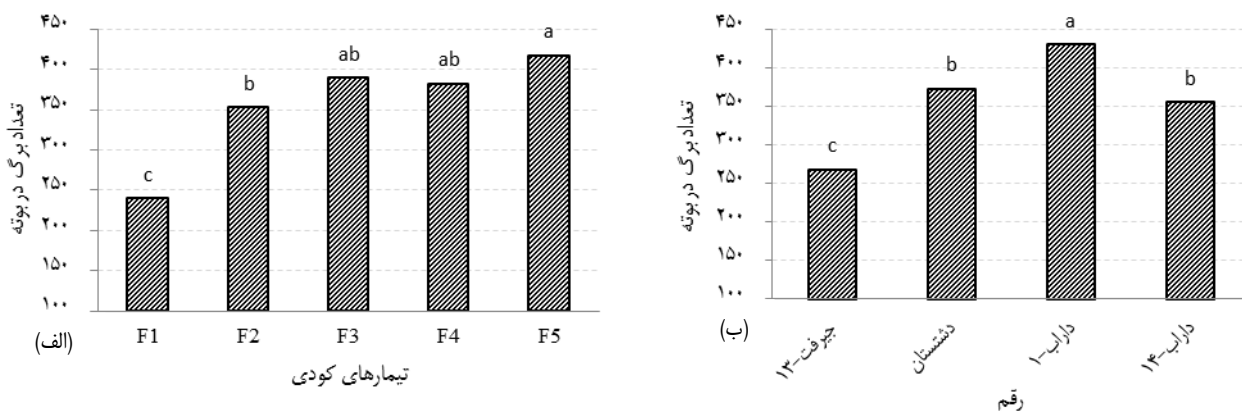 تعداد برگ در بوته
۴۵۰
۴۰۰
۳۵۰
۳۰۰
۲۵۰
۲۰۰
۱۵۰
۱۰۰
c
b
ab
ab
a
F1
F2
F3
F4
F5
تیمارهای کودی
(الف)
تعداد برگ در بوته
۴۵۰
۴۰۰
۳۵۰
۳۰۰
۲۵۰
۲۰۰
۱۵۰
۱۰۰
c
b
a
b
جیرفت-۱۳
دشتستان
داراب-۱
داراب-۱۴
رقم
(ب)